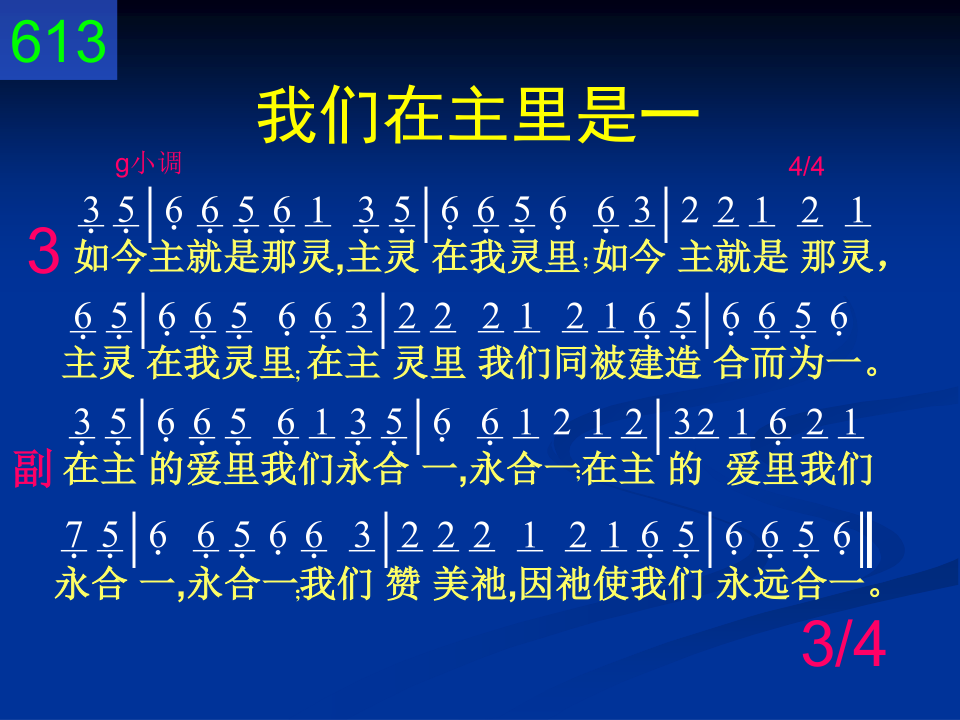 613
我们在主里是一
g小调 4/4
3 5 | 6 6 5 6 1 3 5 | 6 6 5 6 6 3 | 2 2 1 2 1
3 如今主就是那灵,主灵 在我灵里;如今 主就是 那灵，
6 5 | 6 6 5 6 6 3 | 2 2 2 1 2 1 6 5 | 6 6 5 6
主灵 在我灵里;在主 灵里 我们同被建造 合而为一。
3 5 | 6 6 5 6 1 3 5 | 6 6 1 2 1 2 | 3 2 1 6 2 1
副 在主 的爱里我们永合 一,永合一;在主 的 爱里我们
7 5 | 6 6 5 6 6 3 | 2 2 2 1 2 1 6 5 | 6 6 5 6 ‖
永合 一,永合一;我们 赞 美祂,因祂使我们 永远合一。
3/4